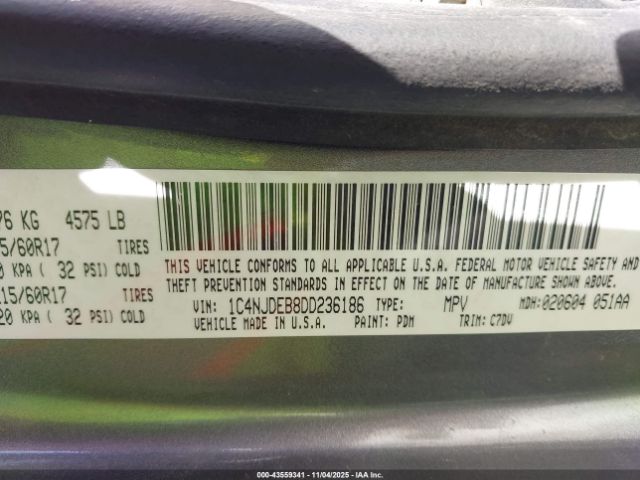 76 KG 4575 LB
5/60R17 TIRES
0 KPA ( 32 PSI) COLD
15/60R17 TIRES
20 KPA ( 32 PSI) COLD
THIS VEHICLE CONFORMS TO ALL APPLICABLE U.S.A. FEDERAL MOTOR VEHICLE SAFETY AND
THEFT PREVENTION STANDARDS IN EFFECT ON THE DATE OF MANUFACTURE SHOWN ABOVE.
VIN: 1C4NJDEB8DD236186 TYPE: MPV MDH:020604 051AA
VEHICLE MADE IN U.S.A. PAINT: PDM TRIM: C7DV
000-43559341 - 11/04/2025 - IAAI, Inc.